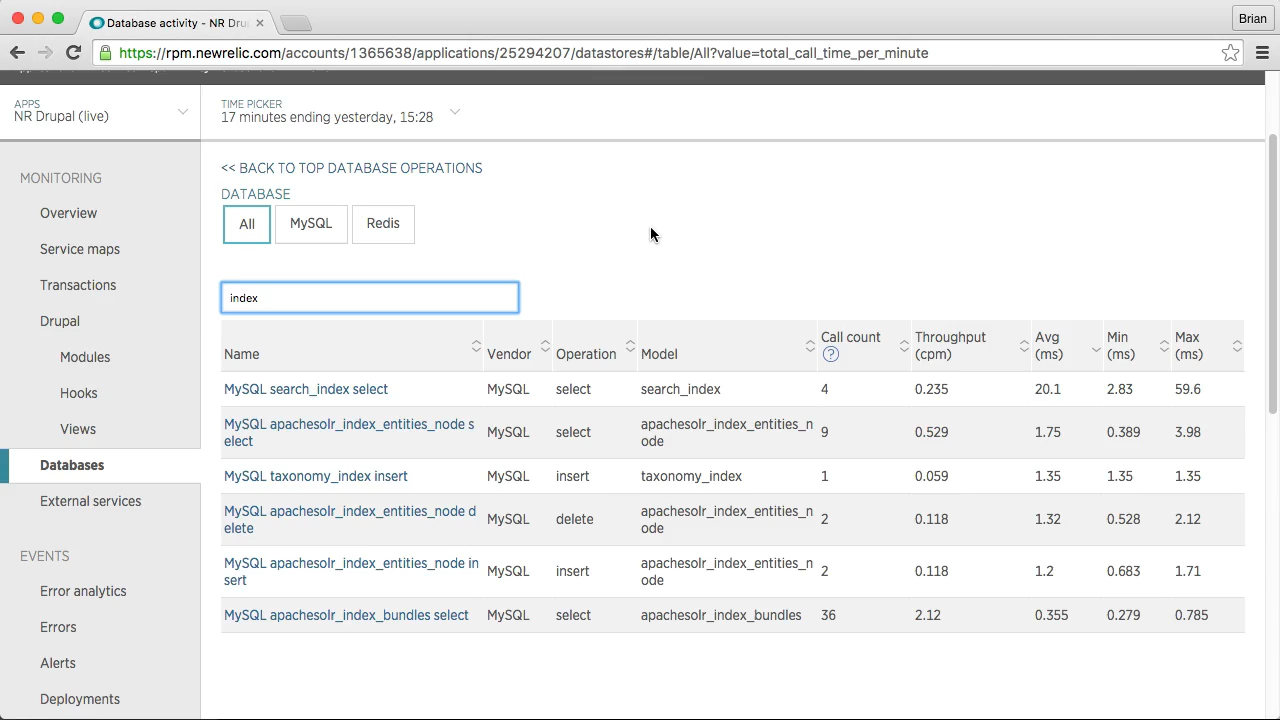 Database activity - NR Dru
Brian
https://rpm.newrelic.com/accounts/1365638/applications/25294207/datastores#/table/All?value=total_call_time_per_minute
APPS
NR Drupal (live)
TIME PICKER
17 minutes ending yesterday, 15:28
MONITORING
Overview
Service maps
Transactions
Drupal
Modules
Hooks
Views
Databases
External services
EVENTS
Error analytics
Errors
Alerts
Deployments
<< BACK TO TOP DATABASE OPERATIONS
DATABASE
All MySQL Redis
index
Name Vendor Operation Model Call count ? Throughput (cpm) Avg (ms) Min (ms) Max (ms)
MySQL search_index select MySQL select search_index 4 0.235 20.1 2.83 59.6
MySQL apachesolr_index_entities_node s
elect
MySQL select
apachesolr_index_entities_n
ode
9 0.529 1.75 0.389 3.98
MySQL taxonomy_index insert MySQL insert taxonomy_index 1 0.059 1.35 1.35 1.35
MySQL apachesolr_index_entities_node d
elete
MySQL delete
apachesolr_index_entities_n
ode
2 0.118 1.32 0.528 2.12
MySQL apachesolr_index_entities_node in
sert
MySQL insert
apachesolr_index_entities_n
ode
2 0.118 1.2 0.683 1.71
MySQL apachesolr_index_bundles select MySQL select apachesolr_index_bundles 36 2.12 0.355 0.279 0.785